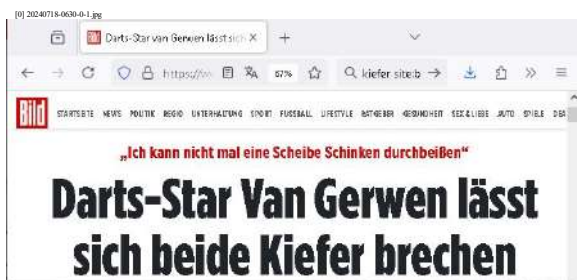 [0] 20240718-0630-0-1.jpg
Darts-Star van Gerwen lässt sich
https://w
67%
kiefer site:b
Bild
STARTSEITE NEWS POLITIK REGIO UNTERHALTUNG SPORT FUSSBALL LIFESTYLE RATGEBER GESUNDHEIT SEX & LIEBE AUTO SPIELE DEA
„Ich kann nicht mal eine Scheibe Schinken durchbeißen“
Darts-Star Van Gerwen lässt
sich beide Kiefer brechen